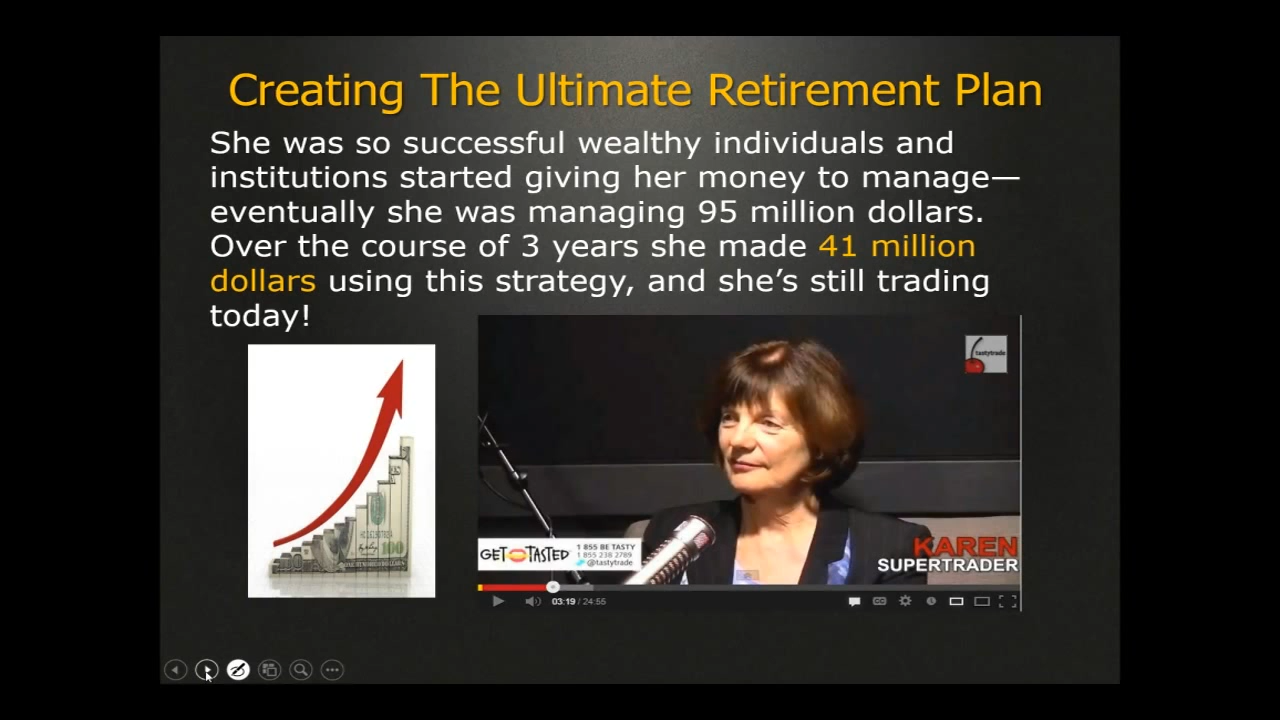 Creating The Ultimate Retirement Plan
She was so successful wealthy individuals and
institutions started giving her money to manage—
eventually she was managing 95 million dollars.
Over the course of 3 years she made 41 million
dollars using this strategy, and she’s still trading
today!
tastytrade
100
GET TASTED
1 855 BE TASTY
1 855 238 2789
@tastytrade
KAREN
SUPERTRADER
03:19 / 24:55